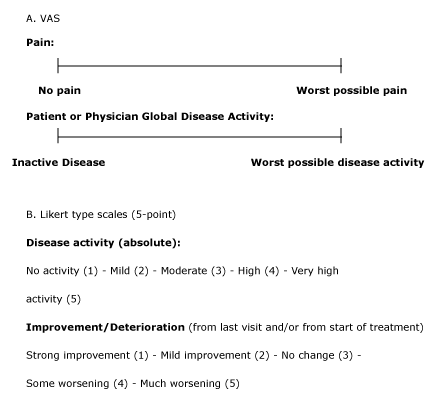 A. VAS
Pain:
No pain Worst possible pain
Patient or Physician Global Disease Activity:
Inactive Disease Worst possible disease activity
B. Likert type scales (5-point)
Disease activity (absolute):
No activity (1) - Mild (2) - Moderate (3) - High (4) - Very high
activity (5)
Improvement/Deterioration (from last visit and/or from start of treatment)
Strong improvement (1) - Mild improvement (2) - No change (3) -
Some worsening (4) - Much worsening (5)